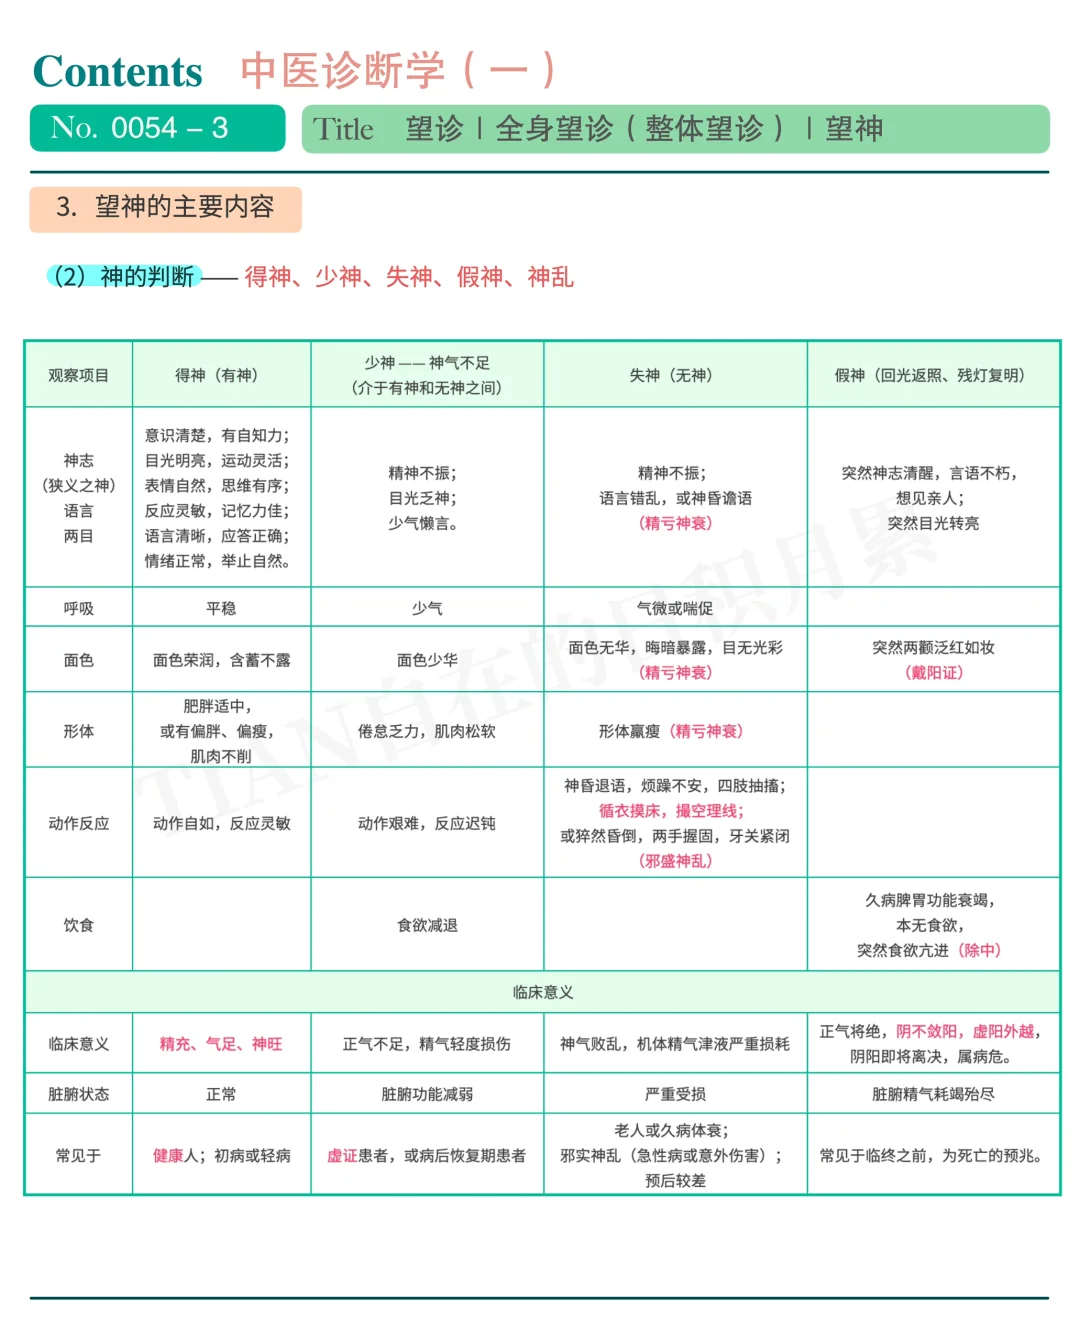 Contents 中医诊断学(一)
No. 0054 – 3
Title 望诊 | 全身望诊(整体望诊) | 望神
3. 望神的主要内容
(2)神的判断 —— 得神、少神、失神、假神、神乱
观察项目
得神(有神)
少神 —— 神气不足
(介于有神和无神之间)
失神(无神)
假神(回光返照、残灯复明)
神志
(狭义之神)
语言
两目
意识清楚,有自知力;
目光明亮,运动灵活;
表情自然,思维有序;
反应灵敏,记忆力佳;
语言清晰,应答正确;
情绪正常,举止自然。
精神不振;
目光乏神;
少气懒言。
精神不振;
语言错乱,或神昏谵语
(精亏神衰)
突然神志清醒,言语不朽,
想见亲人;
突然目光转亮
呼吸
平稳
少气
气微或喘促
面色
面色荣润,含蓄不露
面色少华
面色无华,晦暗暴露,目无光彩
(精亏神衰)
突然两颧泛红如妆
(戴阳证)
形体
肥胖适中,
或有偏胖、偏瘦,
肌肉不削
倦怠乏力,肌肉松软
形体羸瘦(精亏神衰)
动作反应
动作自如,反应灵敏
动作艰难,反应迟钝
神昏退语,烦躁不安,四肢抽搐;
循衣摸床,撮空理线;
或猝然昏倒,两手握固,牙关紧闭
(邪盛神乱)
饮食
食欲减退
久病脾胃功能衰竭,
本无食欲,
突然食欲亢进(除中)
临床意义
临床意义
精充、气足、神旺
正气不足,精气轻度损伤
神气败乱,机体精气津液严重损耗
正气将绝,阴不敛阳,虚阳外越,
阴阳即将离决,属病危。
脏腑状态
正常
脏腑功能减弱
严重受损
脏腑精气耗竭殆尽
常见于
健康人;初病或轻病
虚证患者,或病后恢复期患者
老人或久病体衰;
邪实神乱(急性病或意外伤害);
预后较差
常见于临终之前,为死亡的预兆。
TIAN自在的日积月累